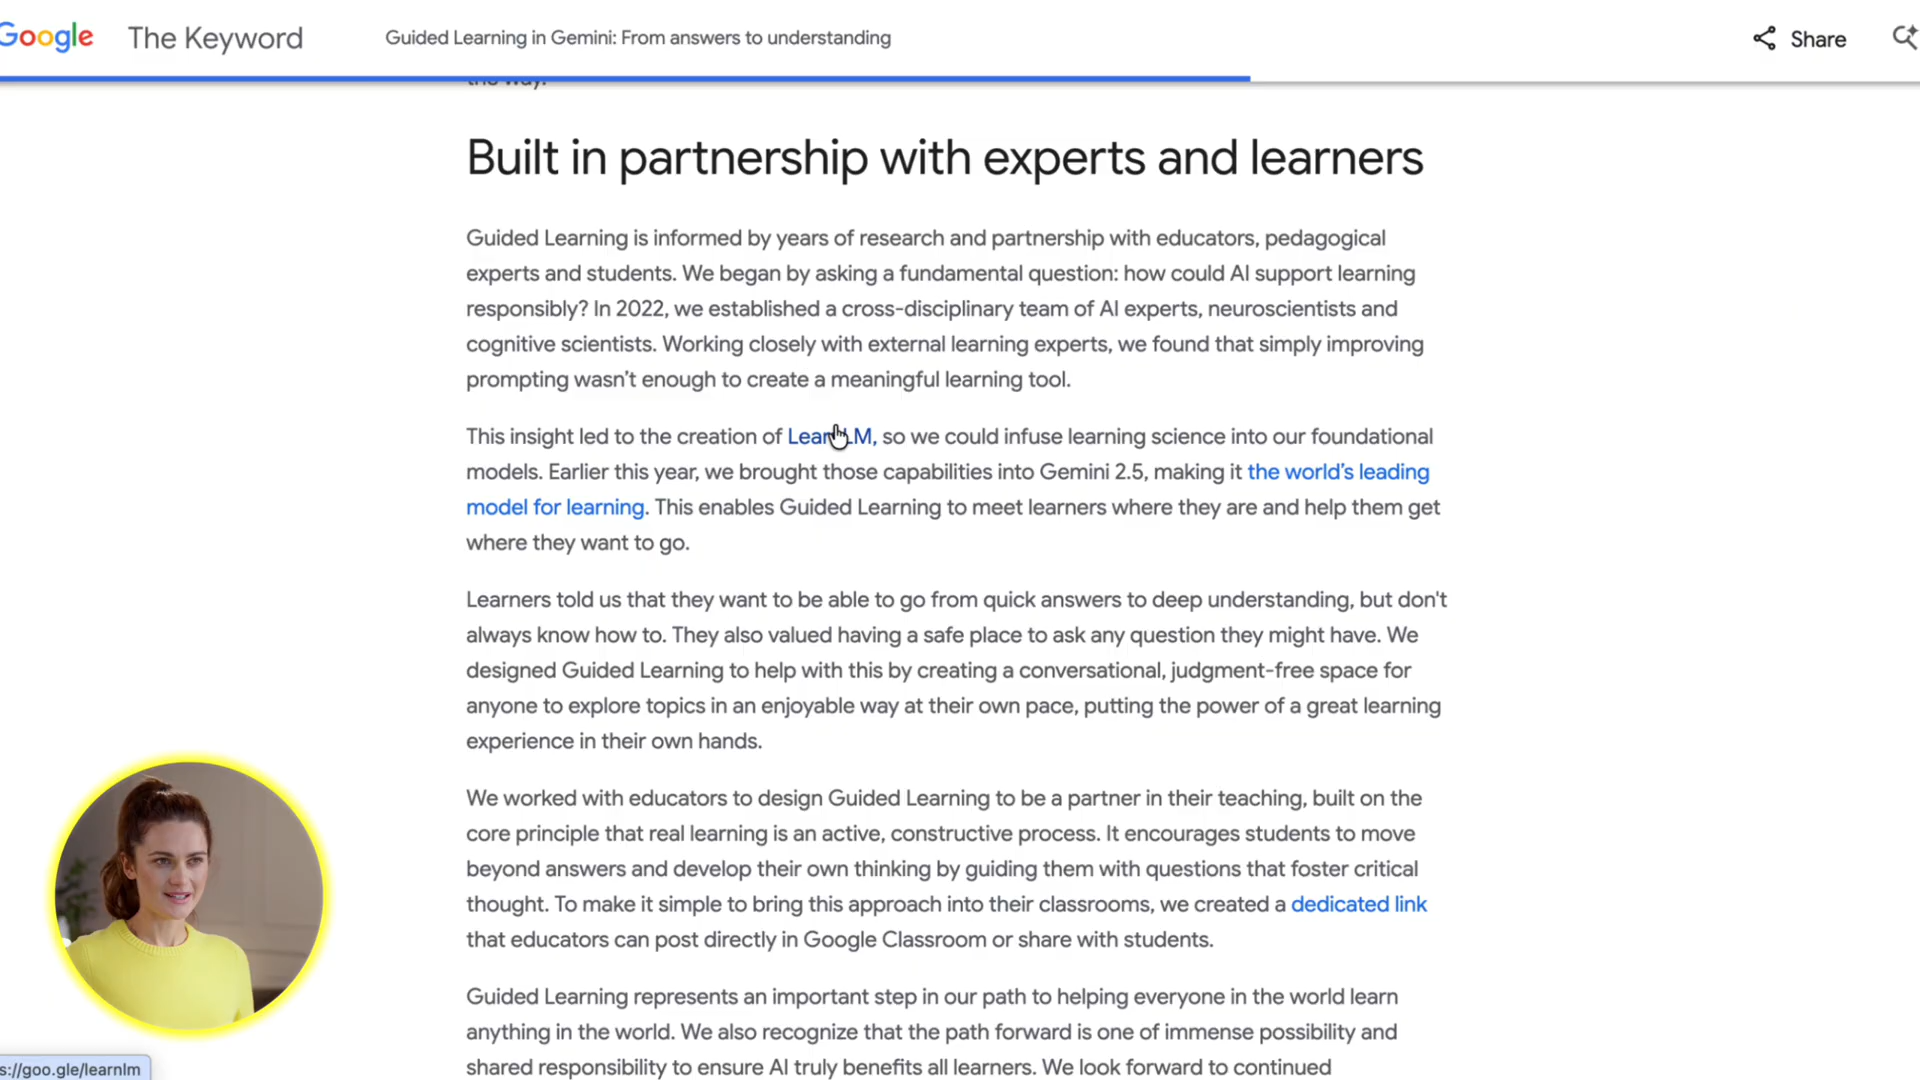 Google The Keyword Guided Learning in Gemini: From answers to understanding Share
the way.
Built in partnership with experts and learners
Guided Learning is informed by years of research and partnership with educators, pedagogical
experts and students. We began by asking a fundamental question: how could AI support learning
responsibly? In 2022, we established a cross-disciplinary team of AI experts, neuroscientists and
cognitive scientists. Working closely with external learning experts, we found that simply improving
prompting wasn’t enough to create a meaningful learning tool.
This insight led to the creation of LearnLM, so we could infuse learning science into our foundational
models. Earlier this year, we brought those capabilities into Gemini 2.5, making it the world’s leading
model for learning. This enables Guided Learning to meet learners where they are and help them get
where they want to go.
Learners told us that they want to be able to go from quick answers to deep understanding, but don't
always know how to. They also valued having a safe place to ask any question they might have. We
designed Guided Learning to help with this by creating a conversational, judgment-free space for
anyone to explore topics in an enjoyable way at their own pace, putting the power of a great learning
experience in their own hands.
We worked with educators to design Guided Learning to be a partner in their teaching, built on the
core principle that real learning is an active, constructive process. It encourages students to move
beyond answers and develop their own thinking by guiding them with questions that foster critical
thought. To make it simple to bring this approach into their classrooms, we created a dedicated link
that educators can post directly in Google Classroom or share with students.
Guided Learning represents an important step in our path to helping everyone in the world learn
anything in the world. We also recognize that the path forward is one of immense possibility and
shared responsibility to ensure AI truly benefits all learners. We look forward to continued
s://goo.gle/learnlm